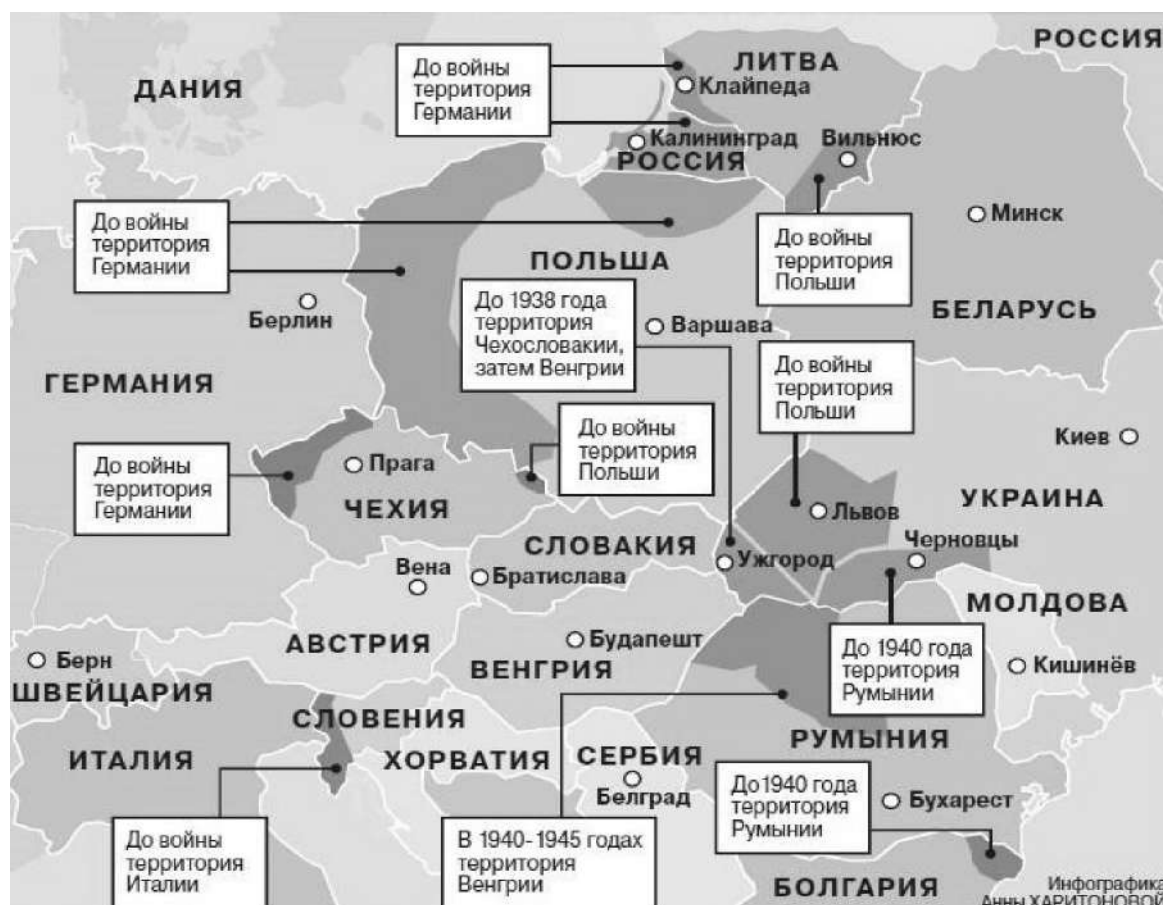 РОССИЯ
ДАНИЯ
До войны
территория
Германии
ЛИТВА
Клайпеда
Калининград
РОССИЯ
Вильнюс
До войны
территория
Германии
Минск
До войны
территория
Польши
ПОЛЬША
БЕЛАРУСЬ
Берлин
До 1938 года
территория
Чехословакии,
затем Венгрии
Варшава
ГЕРМАНИЯ
До войны
территория
Польши
До войны
территория
Польши
Киев
До войны
территория
Германии
Прага
ЧЕХИЯ
УКРАИНА
Львов
СЛОВАКИЯ
Ужгород
Черновцы
Вена
Братислава
МОЛДОВА
АВСТРИЯ
Будапешт
ВЕНГРИЯ
До 1940 года
территория
Румынии
Кишинёв
Берн
ШВЕЙЦАРИЯ
СЛОВЕНИЯ
ИТАЛИЯ
ХОРВАТИЯ
СЕРБИЯ
Белград
РУМЫНИЯ
До 1940 года
территория
Румынии
Бухарест
До войны
территория
Италии
В 1940-1945 годах
территория
Венгрии
БОЛГАРИЯ
Инфографика
Анны ХАРИТОНОВОЙ